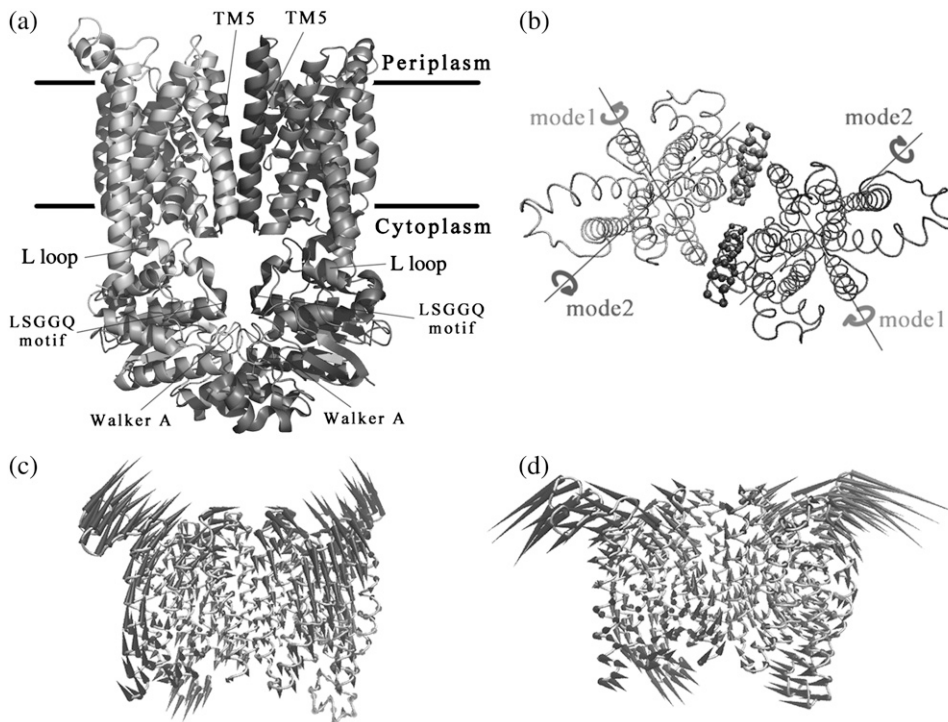 (a)
TM5
TM5
Periplasm
Cytoplasm
L loop
L loop
LSGGQ
motif
LSGGQ
motif
Walker A
Walker A
(b)
mode1
mode2
mode2
mode1
(c)
(d)